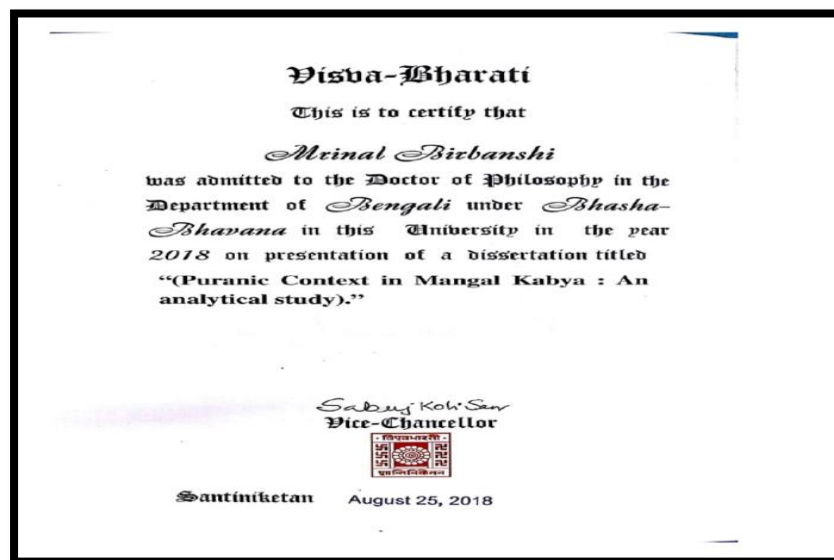 Visva-Bharati
This is to certify that
Mrinal Birbanshi
was admitted to the Doctor of Philosophy in the
Department of Bengali under Bhasha-
Bhavana in this University in the year
2018 on presentation of a dissertation titled
“(Puranic Context in Mangal Kabya : An
analytical study).”
Sabuj Koli Sen
Vice-Chancellor
Santiniketan August 25, 2018